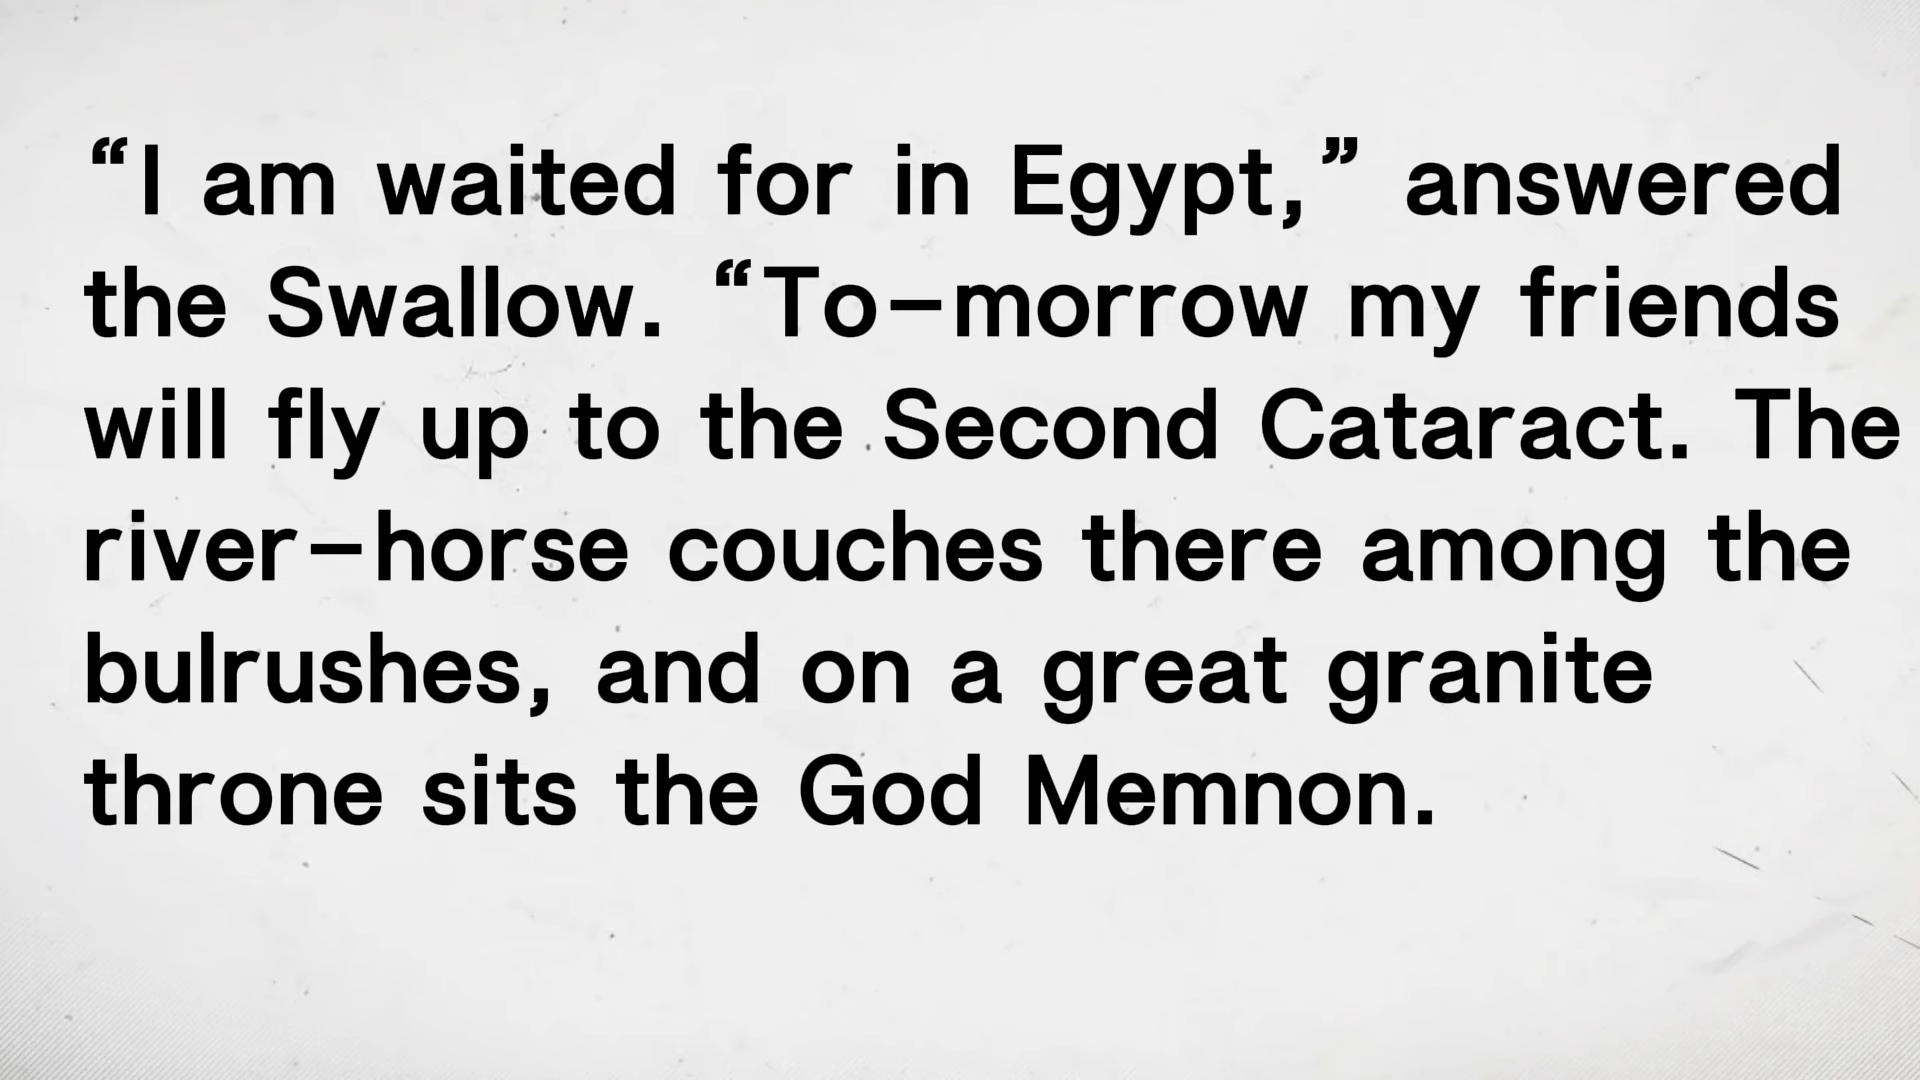 “I am waited for in Egypt,” answered
the Swallow. “To-morrow my friends
will fly up to the Second Cataract. The
river-horse couches there among the
bulrushes, and on a great granite
throne sits the God Memnon.